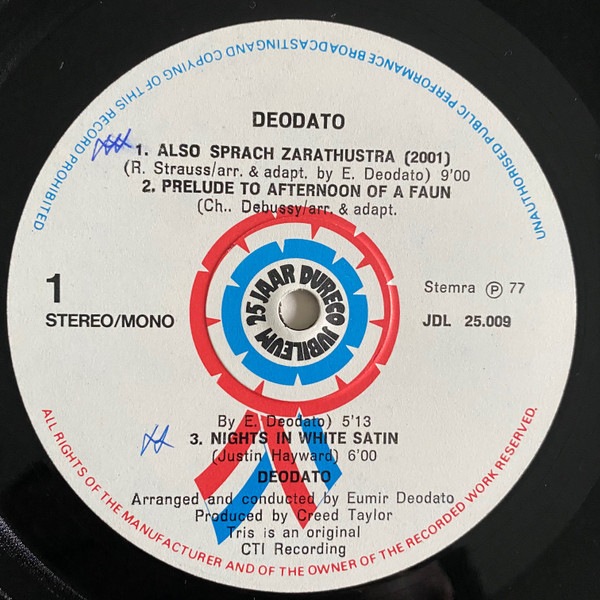 UNAUTHORISED PUBLIC PERFORMANCE BROADCASTINGAND COPYING OF THIS RECORD PROHIBITED.
DEODATO
1. ALSO SPRACH ZARATHUSTRA (2001)
(R. Strauss/arr. & adapt. by E. Deodato) 9'00
2. PRELUDE TO AFTERNOON OF A FAUN
(Ch.. Debussy/arr. & adapt.
1
STEREO/MONO
25 JAAR DURECO JUBILEUM
Stemra Ⓟ 77
JDL 25.009
By E. Deodato) 5'13
3. NIGHTS IN WHITE SATIN
(Justin Hayward) 6'00
DEODATO
Arranged and conducted by Eumir Deodato
Produced by Creed Taylor
Tris is an original
CTI Recording
ALL RIGHTS OF THE MANUFACTURER AND OF THE OWNER OF THE RECORDED WORK RESERVED.